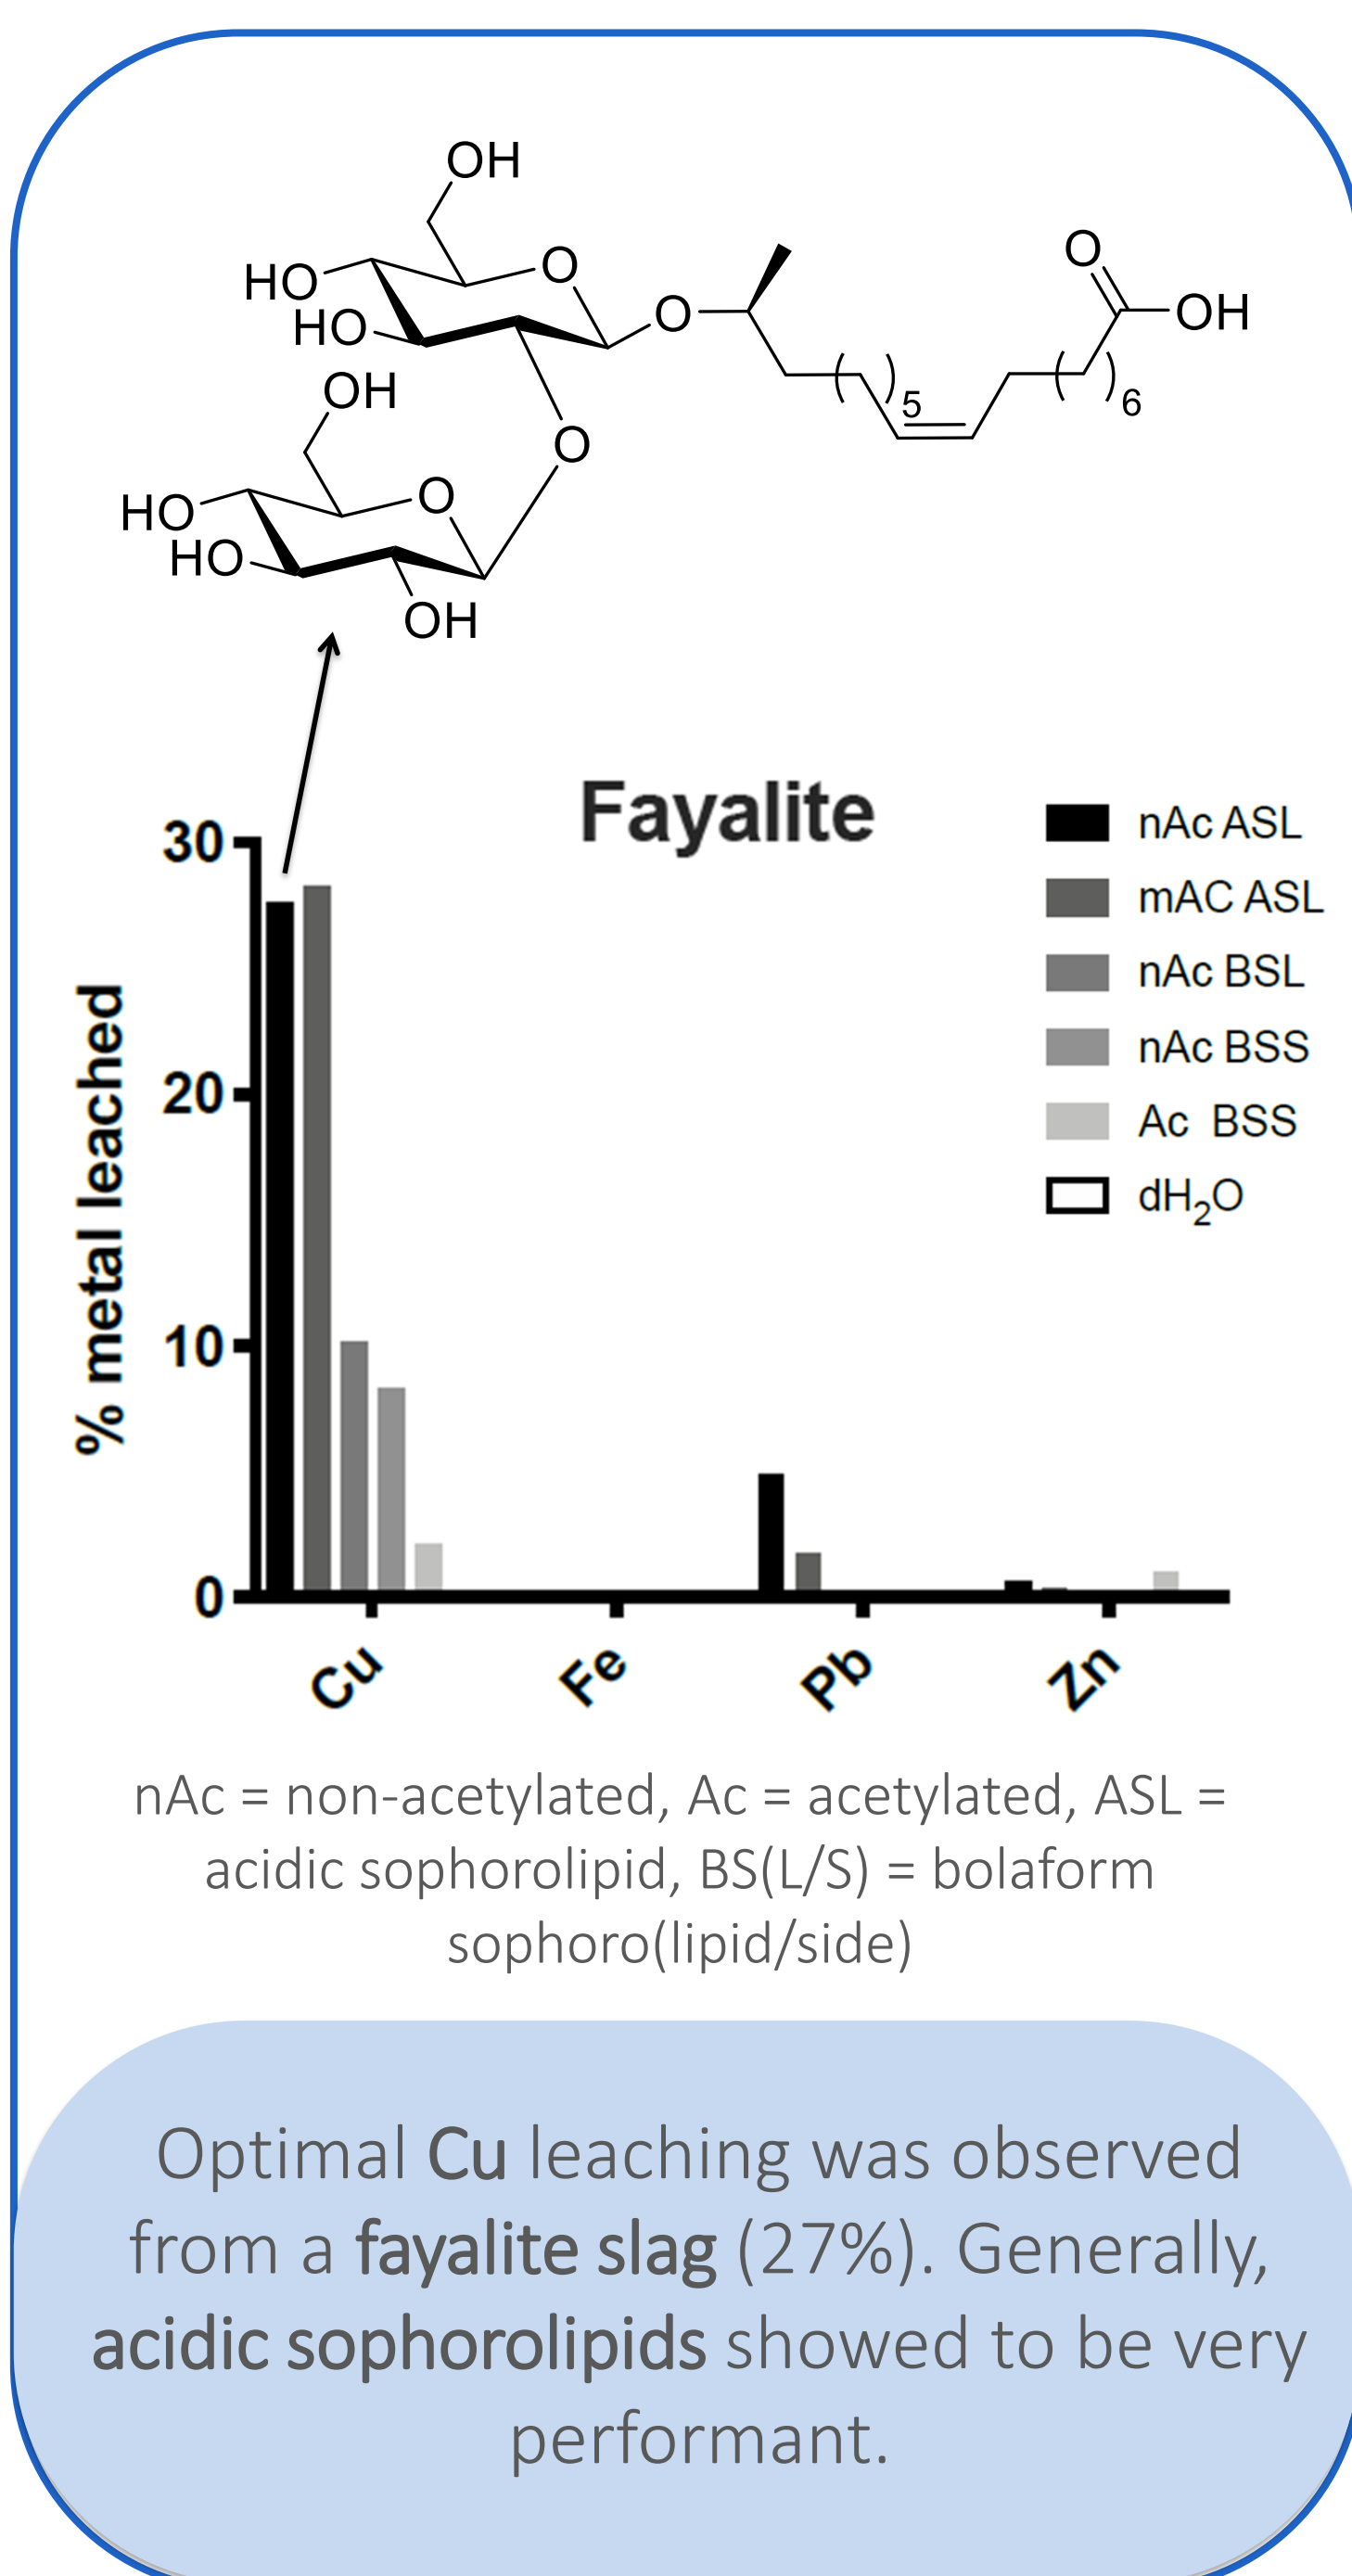 OH
O
HO
HO
O
O
OH
5
6
OH
O
O
HO
HO
OH
Fayalite
30
20
10
0
% metal leached
nAc ASL
mAC ASL
nAc BSL
nAc BSS
Ac BSS
dH₂O
Cu
Fe
Pb
Zn
nAc = non-acetylated, Ac = acetylated, ASL =
acidic sophorolipid, BS(L/S) = bolaform
sophoro(lipid/side)
Optimal Cu leaching was observed
from a fayalite slag (27%). Generally,
acidic sophorolipids showed to be very
performant.